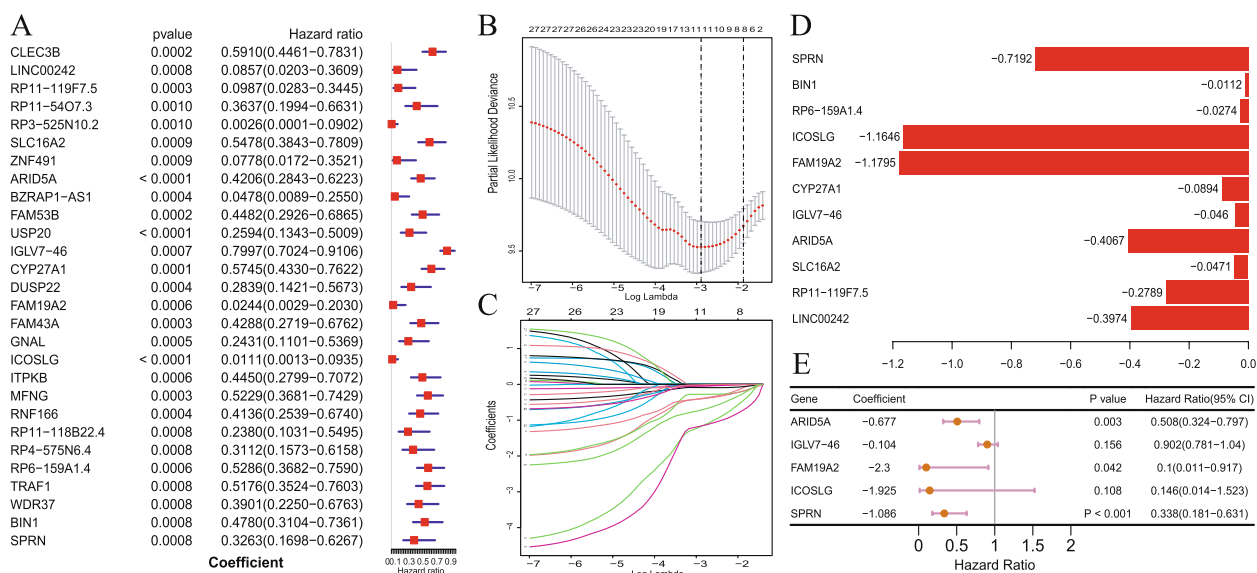 A
pvalue Hazard ratio
CLEC3B 0.0002 0.5910(0.4461−0.7831)
LINC00242 0.0008 0.0857(0.0203−0.3609)
RP11−119F7.5 0.0003 0.0987(0.0283−0.3445)
RP11−54O7.3 0.0010 0.3637(0.1994−0.6631)
RP3−525N10.2 0.0010 0.0026(0.0001−0.0902)
SLC16A2 0.0009 0.5478(0.3843−0.7809)
ZNF491 0.0009 0.0778(0.0172−0.3521)
ARID5A < 0.0001 0.4206(0.2843−0.6223)
BZRAP1−AS1 0.0004 0.0478(0.0089−0.2550)
FAM53B 0.0002 0.4482(0.2926−0.6865)
USP20 < 0.0001 0.2594(0.1343−0.5009)
IGLV7−46 0.0007 0.7997(0.7024−0.9106)
CYP27A1 0.0001 0.5745(0.4330−0.7622)
DUSP22 0.0004 0.2839(0.1421−0.5673)
FAM19A2 0.0006 0.0244(0.0029−0.2030)
FAM43A 0.0003 0.4288(0.2719−0.6762)
GNAL 0.0005 0.2431(0.1101−0.5369)
ICOSLG < 0.0001 0.0111(0.0013−0.0935)
ITPKB 0.0006 0.4450(0.2799−0.7072)
MFNG 0.0003 0.5229(0.3681−0.7429)
RNF166 0.0004 0.4136(0.2539−0.6740)
RP11−118B22.4 0.0008 0.2380(0.1031−0.5495)
RP4−575N6.4 0.0008 0.3112(0.1573−0.6158)
RP6−159A1.4 0.0006 0.5286(0.3682−0.7590)
TRAF1 0.0008 0.5176(0.3524−0.7603)
WDR37 0.0008 0.3901(0.2250−0.6763)
BIN1 0.0008 0.4780(0.3104−0.7361)
SPRN 0.0008 0.3263(0.1698−0.6267)
00.1 0.3 0.5 0.7 0.9
Coefficient
Hazard ratio
B
27 27 27 27 26 26 24 23 23 23 20 19 17 13 11 11 10 9 8 8 6 2
Partial Likelihood Deviance
10.5
10.0
9.5
−7 −6 −5 −4 −3 −2
Log Lambda
C
27 26 23 19 11 8
Coefficients
1
0
−1
−2
−3
−4
−7 −6 −5 −4 −3 −2
Log Lambda
D
SPRN −0.7192
BIN1 −0.0112
RP6−159A1.4 −0.0274
ICOSLG −1.1646
FAM19A2 −1.1795
CYP27A1 −0.0894
IGLV7−46 −0.046
ARID5A −0.4067
SLC16A2 −0.0471
RP11−119F7.5 −0.2789
LINC00242 −0.3974
−1.2 −1.0 −0.8 −0.6 −0.4 −0.2 0.0
E
Gene Coefficient P value Hazard Ratio(95% CI)
ARID5A −0.677 0.003 0.508(0.324−0.797)
IGLV7−46 −0.104 0.156 0.902(0.781−1.04)
FAM19A2 −2.3 0.042 0.1(0.011−0.917)
ICOSLG −1.925 0.108 0.146(0.014−1.523)
SPRN −1.086 P < 0.001 0.338(0.181−0.631)
0 0.5 1 1.5 2
Hazard Ratio